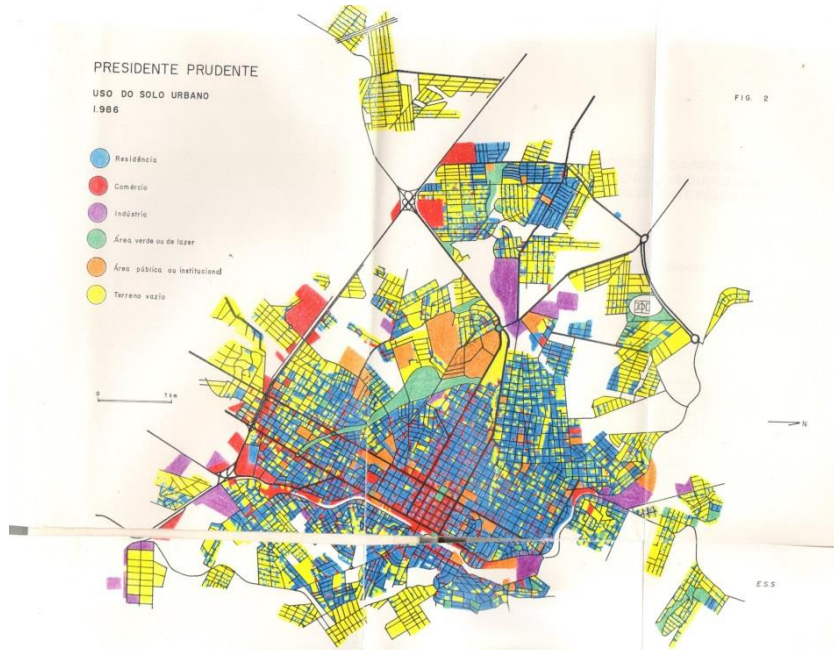 PRESIDENTE PRUDENTE
USO DO SOLO URBANO
1.986
FIG. 2
Residência
Comércio
Indústria
Área verde ou de lazer
Área pública ou institucional
Terreno vazio
0 1 km
N
E.S.S